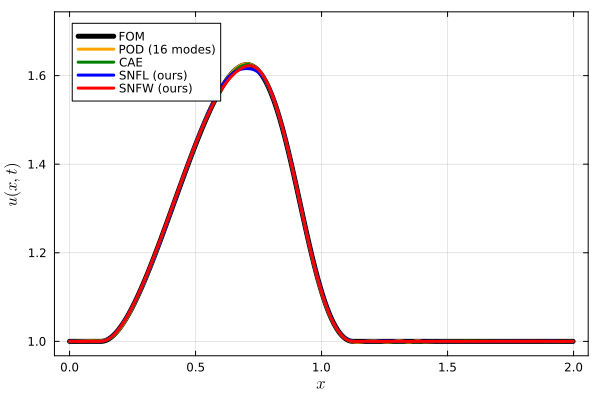 FOM
POD (16 modes)
CAE
SNFL (ours)
SNFW (ours)
1.6
1.4
1.2
1.0
u(x, t)
0.0 0.5 1.0 1.5 2.0
x